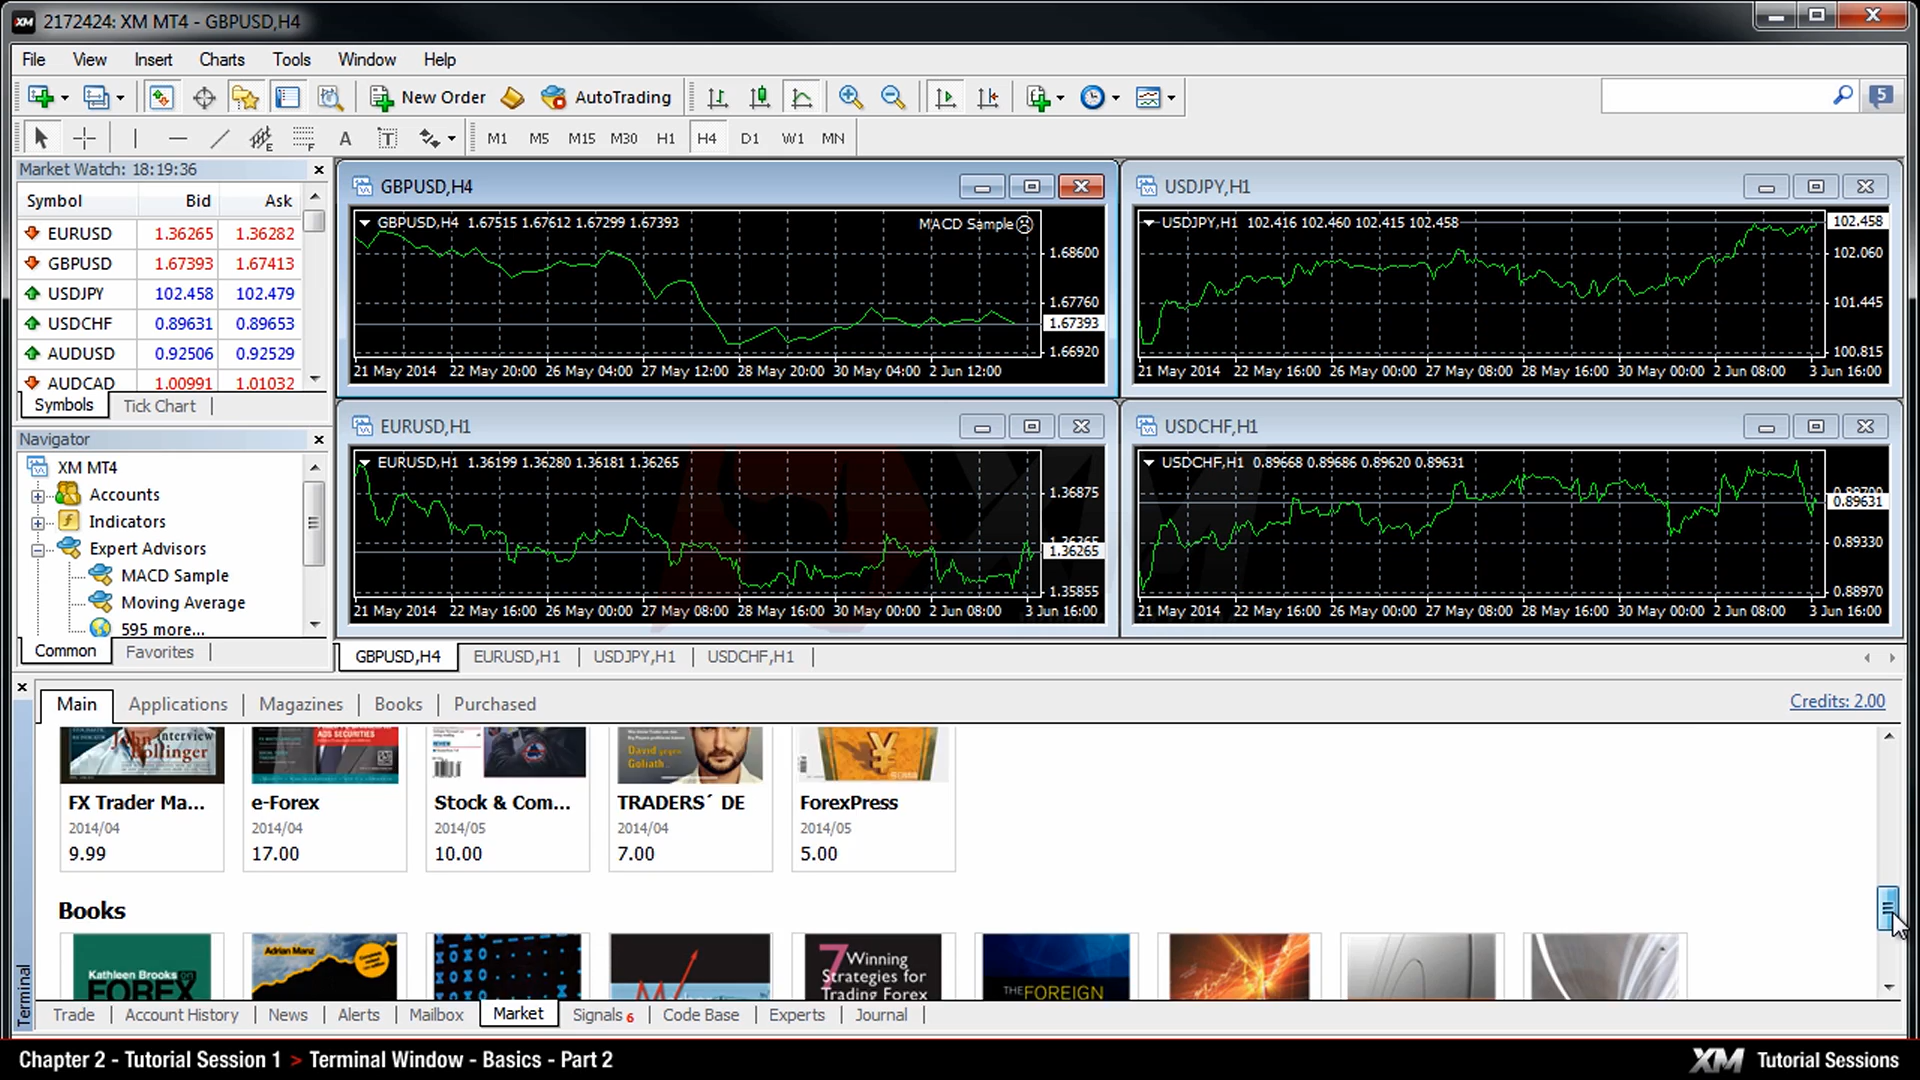 XM 2172424: XM MT4 - GBPUSD,H4
File View Insert Charts Tools Window Help
New Order AutoTrading 5
A T M1 M5 M15 M30 H1 H4 D1 W1 MN
Market Watch: 18:19:36
Symbol Bid Ask
EURUSD 1.36265 1.36282
GBPUSD 1.67393 1.67413
USDJPY 102.458 102.479
USDCHF 0.89631 0.89653
AUDUSD 0.92506 0.92529
AUDCAD 1.00991 1.01032
Symbols Tick Chart
Navigator
XM MT4
Accounts
Indicators
Expert Advisors
MACD Sample
Moving Average
595 more...
Common Favorites
GBPUSD,H4
GBPUSD,H4 1.67515 1.67612 1.67299 1.67393
MACD Sample
1.68600
1.67760
1.67393
1.66920
21 May 2014 22 May 20:00 26 May 04:00 27 May 12:00 28 May 20:00 30 May 04:00 2 Jun 12:00
USDJPY,H1
USDJPY,H1 102.416 102.460 102.415 102.458
102.458
102.060
101.445
100.815
21 May 2014 22 May 16:00 26 May 00:00 27 May 08:00 28 May 16:00 30 May 00:00 2 Jun 08:00 3 Jun 16:00
EURUSD,H1
EURUSD,H1 1.36199 1.36280 1.36181 1.36265
1.36875
1.36265
1.35855
21 May 2014 22 May 16:00 26 May 00:00 27 May 08:00 28 May 16:00 30 May 00:00 2 Jun 08:00 3 Jun 16:00
USDCHF,H1
USDCHF,H1 0.89668 0.89686 0.89620 0.89631
0.89631
0.89330
0.88970
21 May 2014 22 May 16:00 26 May 00:00 27 May 08:00 28 May 16:00 30 May 00:00 2 Jun 08:00 3 Jun 16:00
XM
GBPUSD,H4 EURUSD,H1 USDJPY,H1 USDCHF,H1
Main Applications Magazines Books Purchased
Credits: 2.00
John Bollinger
interview
ADS SECURITIES
David gegen
Goliath
FX Trader Ma... e-Forex Stock & Com... TRADERS´ DE ForexPress
2014/04 2014/04 2014/05 2014/04 2014/05
9.99 17.00 10.00 7.00 5.00
Books
Kathleen Brooks on
FOREX
Adrian Manz
7 Winning
Strategies for
Trading Forex
THE FOREIGN
Terminal
Trade Account History News Alerts Mailbox Market Signals 6 Code Base Experts Journal
Chapter 2 - Tutorial Session 1 > Terminal Window - Basics - Part 2
XM Tutorial Sessions